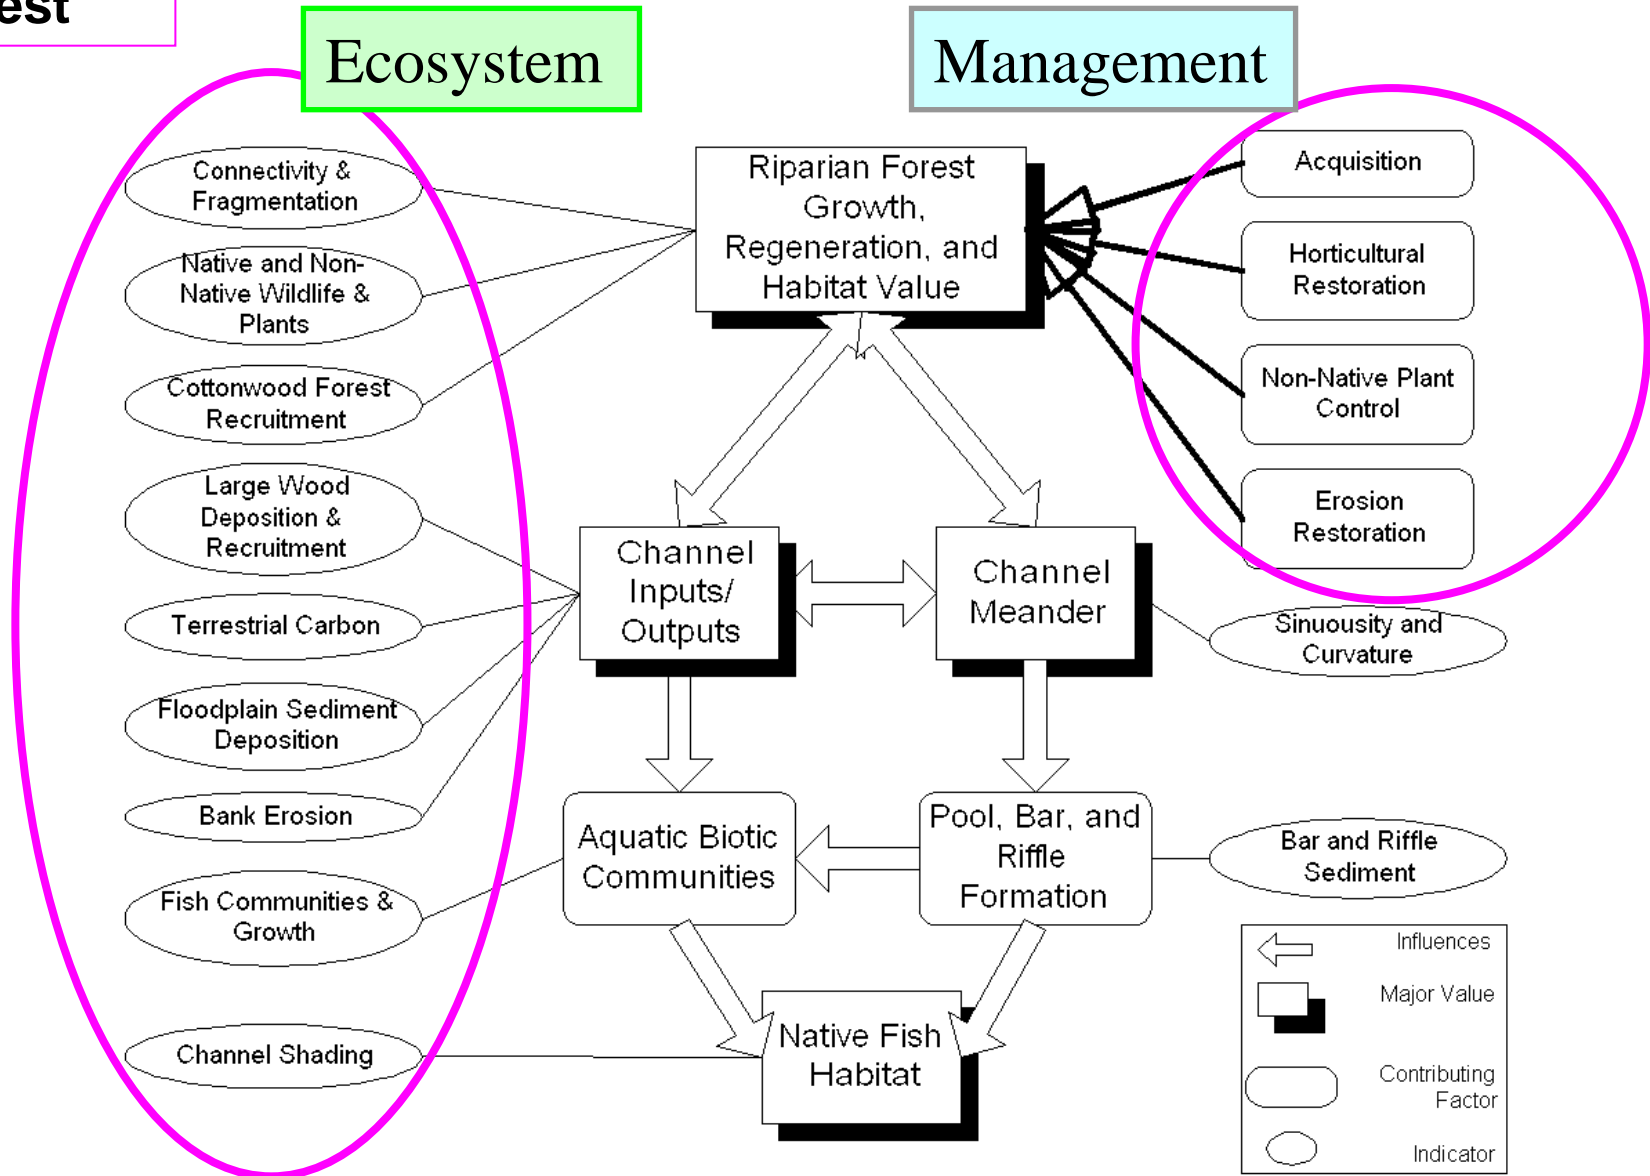 est
Ecosystem
Management
Connectivity &
Fragmentation
Native and Non-
Native Wildlife &
Plants
Cottonwood Forest
Recruitment
Large Wood
Deposition &
Recruitment
Terrestrial Carbon
Floodplain Sediment
Deposition
Bank Erosion
Fish Communities &
Growth
Channel Shading
Riparian Forest
Growth,
Regeneration, and
Habitat Value
Channel
Inputs/
Outputs
Channel
Meander
Aquatic Biotic
Communities
Pool, Bar, and
Riffle
Formation
Native Fish
Habitat
Acquisition
Horticultural
Restoration
Non-Native Plant
Control
Erosion
Restoration
Sinuousity and
Curvature
Bar and Riffle
Sediment
Influences
Major Value
Contributing
Factor
Indicator